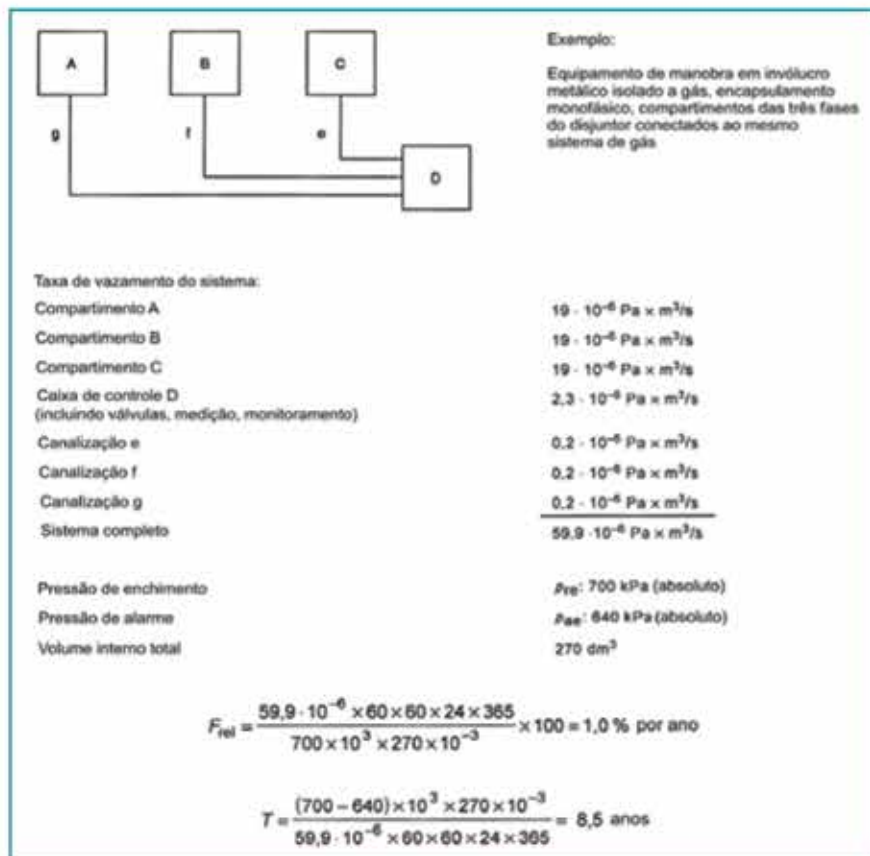 A
B
C
g
f
e
D
Exemplo:
Equipamento de manobra em invólucro
metálico isolado a gás, encapsulamento
monofásico, compartimentos das três fases
do disjuntor conectados ao mesmo
sistema de gás
Taxa de vazamento do sistema:
Compartimento A 19 · 10⁻⁶ Pa × m³/s
Compartimento B 19 · 10⁻⁶ Pa × m³/s
Compartimento C 19 · 10⁻⁶ Pa × m³/s
Caixa de controle D 2,3 · 10⁻⁶ Pa × m³/s
(incluindo válvulas, medição, monitoramento)
Canalização e 0,2 · 10⁻⁶ Pa × m³/s
Canalização f 0,2 · 10⁻⁶ Pa × m³/s
Canalização g 0,2 · 10⁻⁶ Pa × m³/s
Sistema completo 59,9 · 10⁻⁶ Pa × m³/s
Pressão de enchimento pre: 700 kPa (absoluto)
Pressão de alarme pae: 640 kPa (absoluto)
Volume interno total 270 dm³
Frel = (59,9 · 10⁻⁶ × 60 × 60 × 24 × 365) / (700 × 10³ × 270 × 10⁻³) × 100 = 1,0 % por ano
T = ((700 − 640) × 10³ × 270 × 10⁻³) / (59,9 · 10⁻⁶ × 60 × 60 × 24 × 365) = 8,5 anos